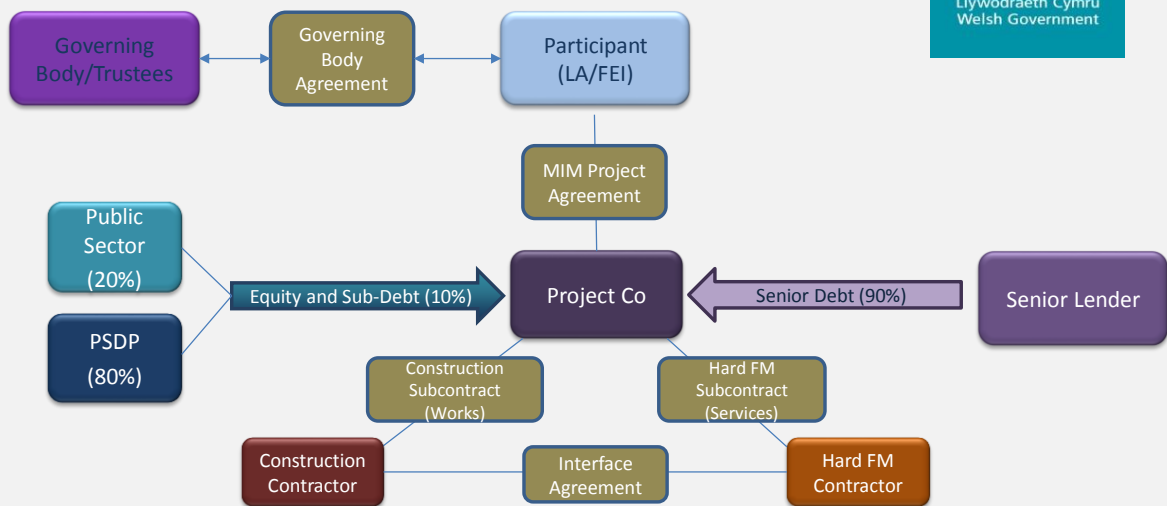 Llywodraeth Cymru
Welsh Government
Governing
Body/Trustees
Governing
Body
Agreement
Participant
(LA/FEI)
MIM Project
Agreement
Public
Sector
(20%)
Equity and Sub-Debt (10%)
Project Co
Senior Debt (90%)
Senior Lender
PSDP
(80%)
Construction
Subcontract
(Works)
Hard FM
Subcontract
(Services)
Construction
Contractor
Interface
Agreement
Hard FM
Contractor